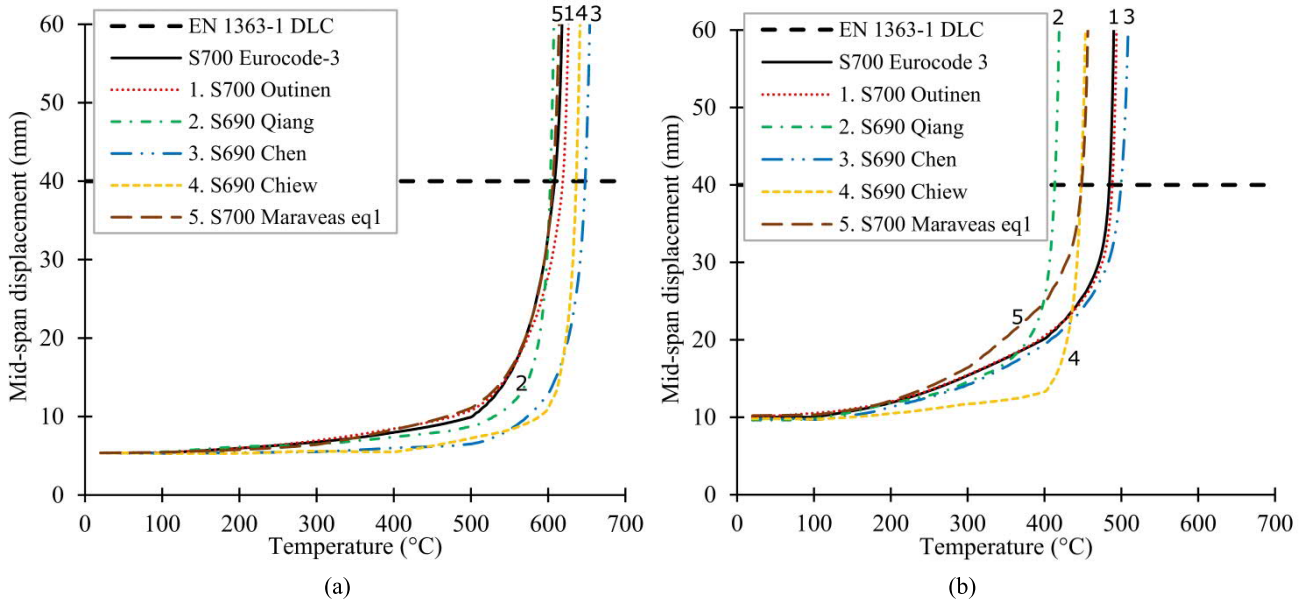 60
50
40
30
20
10
0
Mid-span displacement (mm)
EN 1363-1 DLC
S700 Eurocode-3
1. S700 Outinen
2. S690 Qiang
3. S690 Chen
4. S690 Chiew
5. S700 Maraveas eq1
5143
2
0 100 200 300 400 500 600 700
Temperature (°C)
(a)
60
50
40
30
20
10
0
Mid-span displacement (mm)
EN 1363-1 DLC
S700 Eurocode 3
1. S700 Outinen
2. S690 Qiang
3. S690 Chen
4. S690 Chiew
5. S700 Maraveas eq1
2 1 3
5
4
0 100 200 300 400 500 600 700
Temperature (°C)
(b)